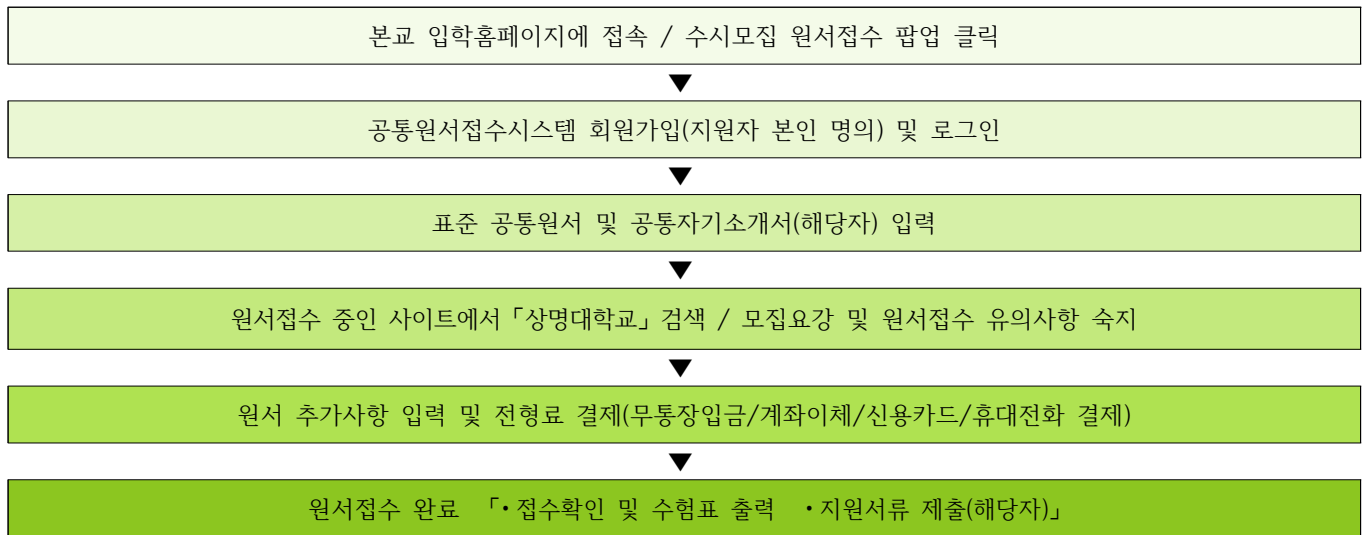 본교 입학홈페이지에 접속 / 수시모집 원서접수 팝업 클릭
공통원서접수시스템 회원가입(지원자 본인 명의) 및 로그인
표준 공통원서 및 공통자기소개서(해당자) 입력
원서접수 중인 사이트에서「상명대학교」검색 / 모집요강 및 원서접수 유의사항 숙지
원서 추가사항 입력 및 전형료 결제(무통장입금/계좌이체/신용카드/휴대전화 결제)
원서접수 완료 「・접수확인 및 수험표 출력 ・지원서류 제출(해당자)」